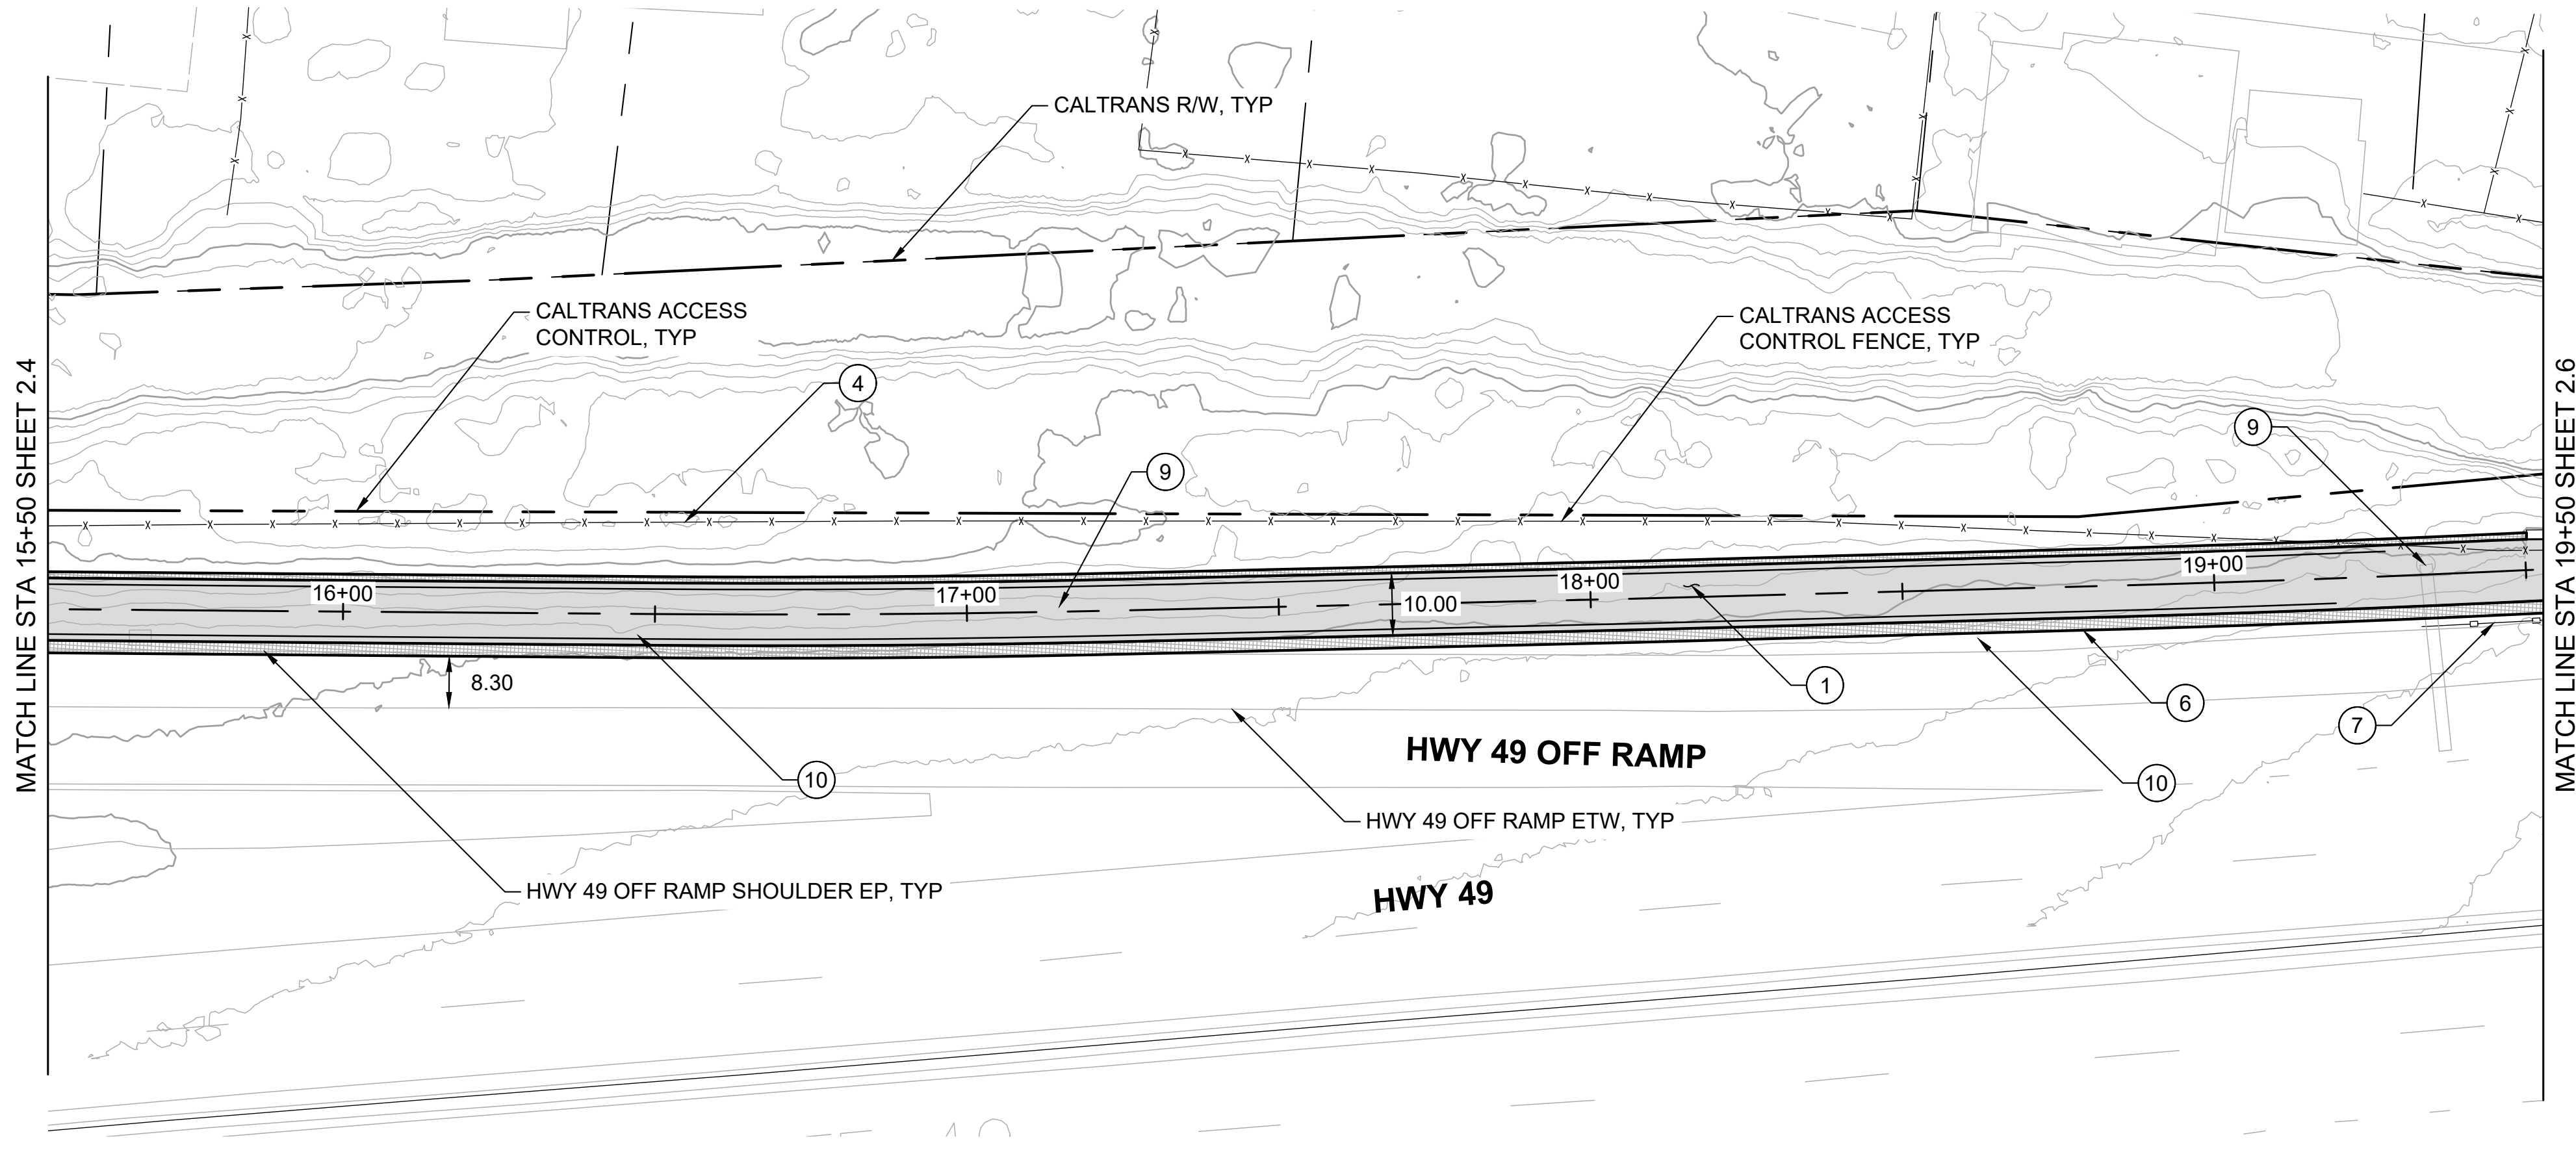 CALTRANS R/W, TYP
CALTRANS ACCESS
CONTROL, TYP
CALTRANS ACCESS
CONTROL FENCE, TYP
4
9
9
MATCH LINE STA 15+50 SHEET 2.4
MATCH LINE STA 19+50 SHEET 2.6
16+00
17+00
18+00
19+00
10.00
8.30
1
6
7
10
10
HWY 49 OFF RAMP
HWY 49 OFF RAMP ETW, TYP
HWY 49 OFF RAMP SHOULDER EP, TYP
HWY 49